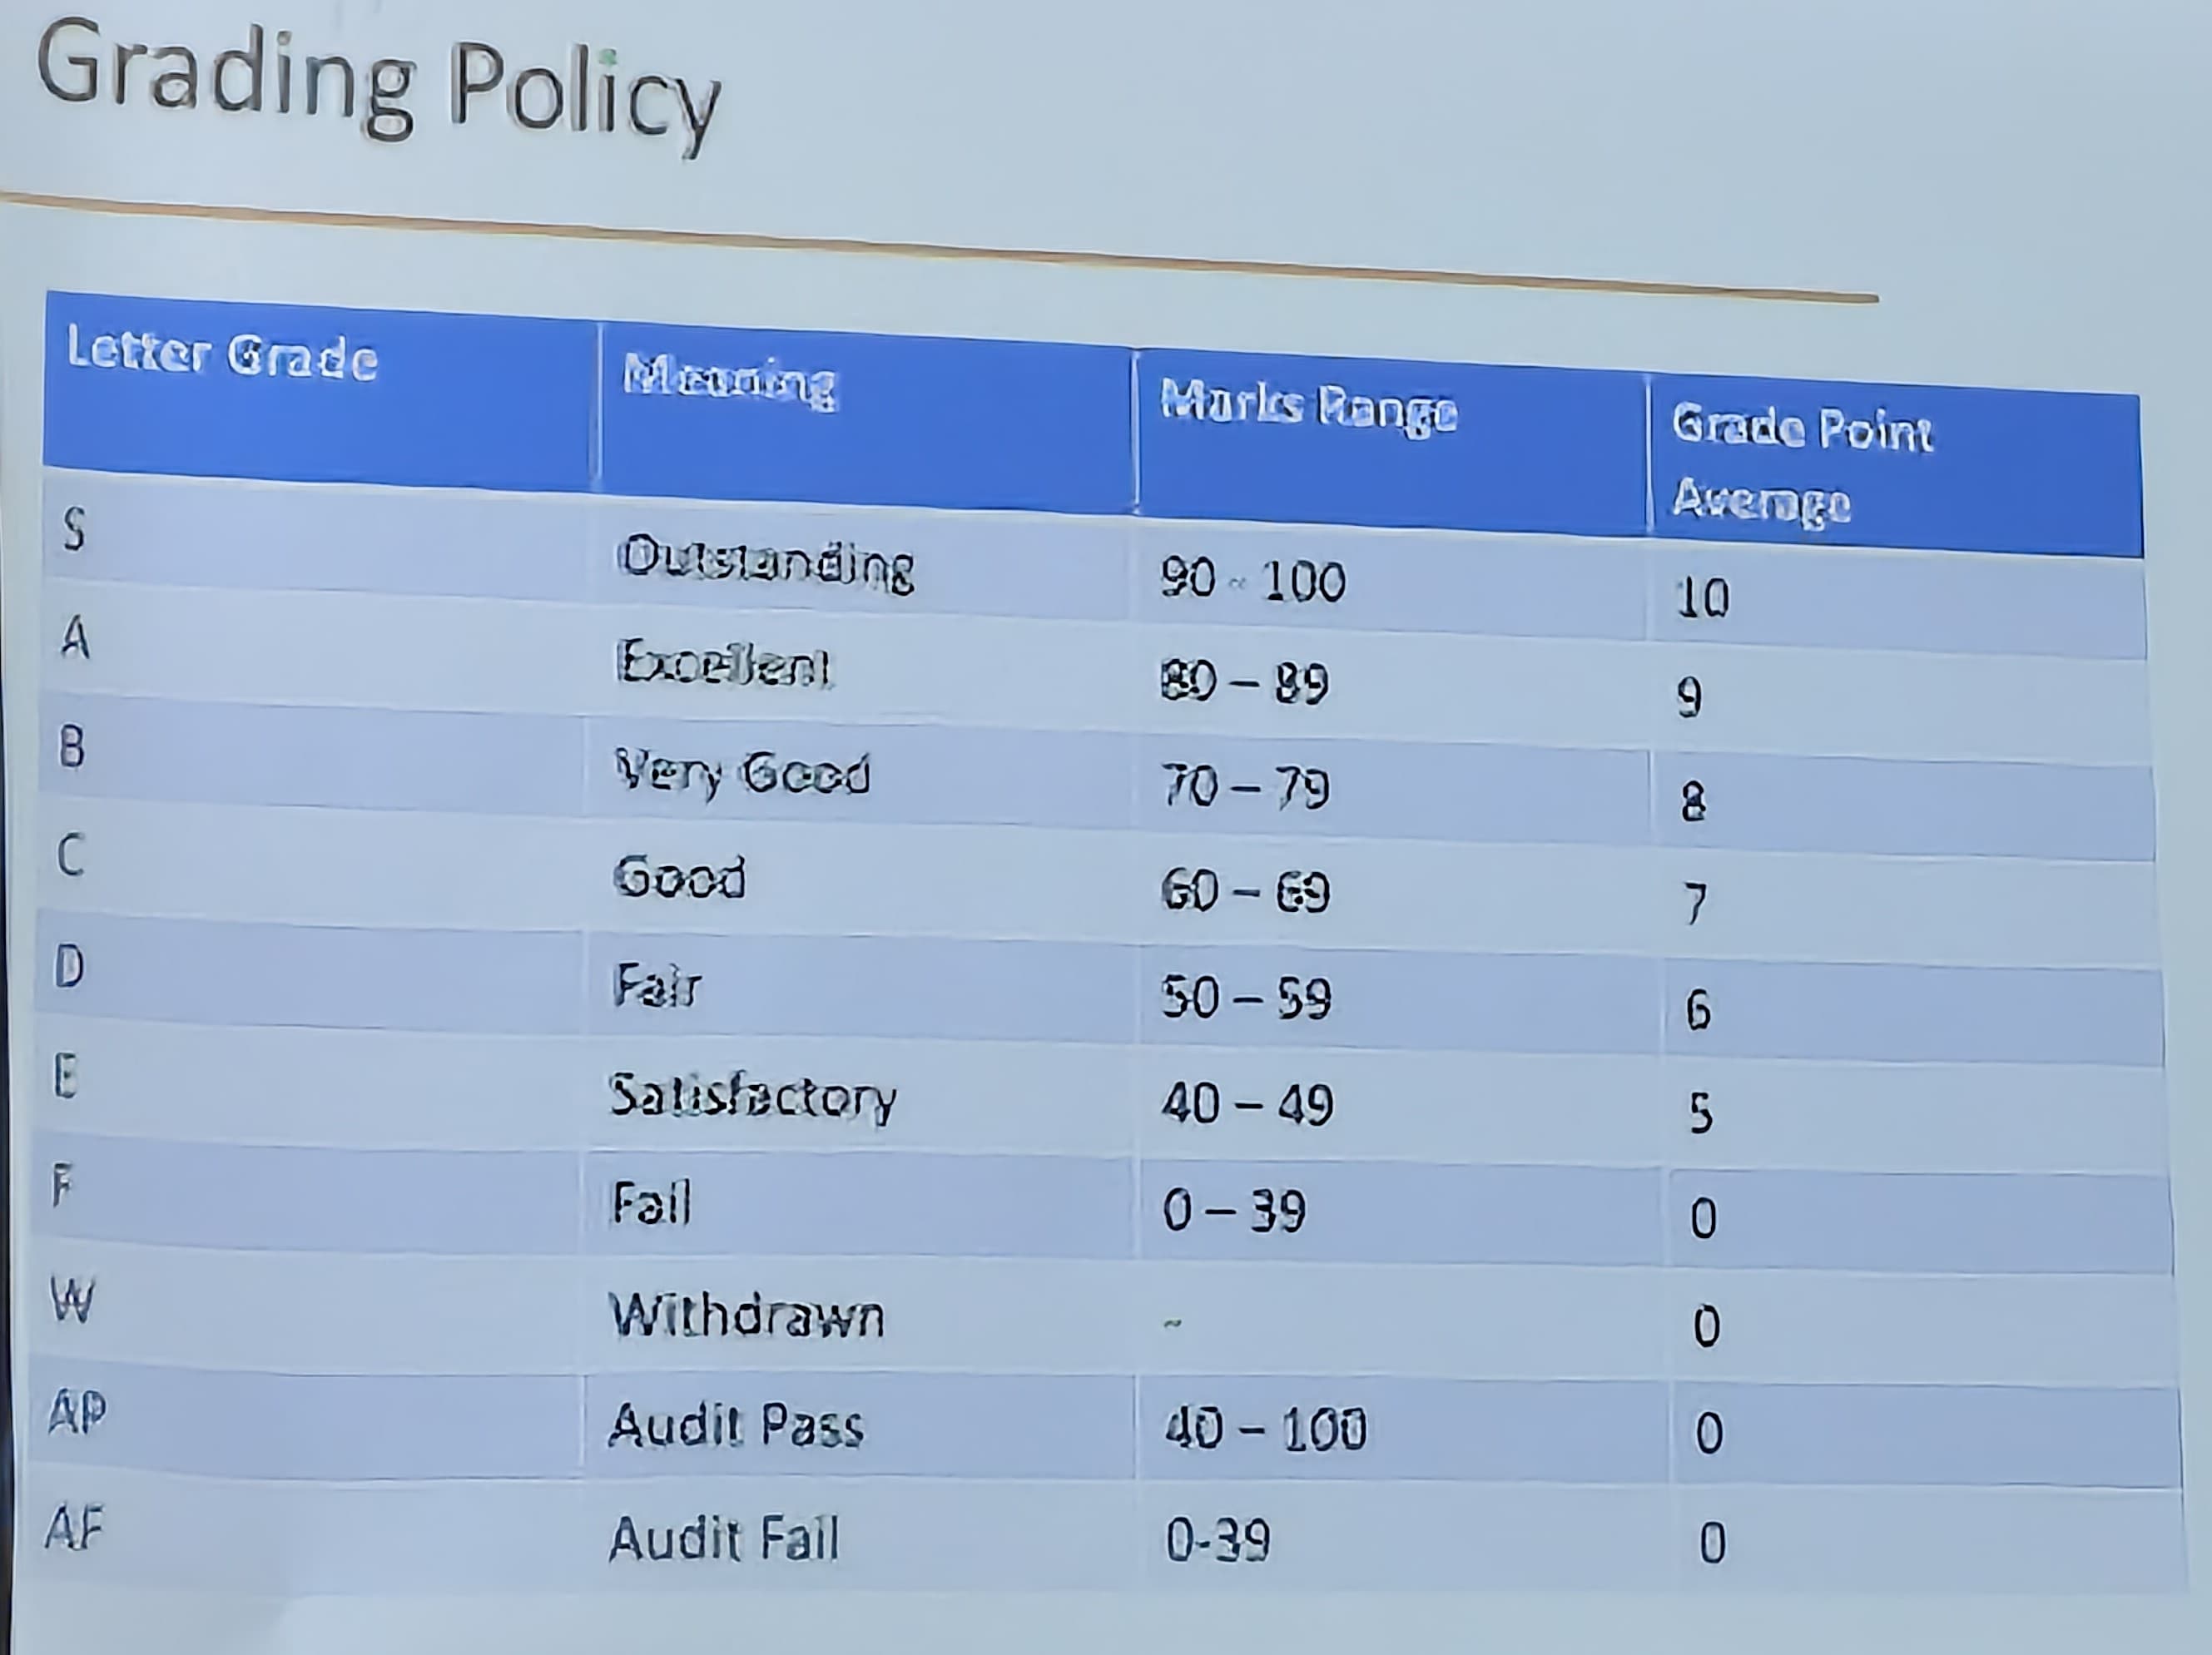 Grading Policy
Letter Grade Meaning Marks Range Grade Point
Average
S Outstanding 90 - 100 10
A Excellent 80 – 89 9
B Very Good 70 – 79 8
C Good 60 – 69 7
D Fair 50 – 59 6
E Satisfactory 40 – 49 5
F Fail 0 – 39 0
W Withdrawn - 0
AP Audit Pass 40 – 100 0
AF Audit Fail 0-39 0